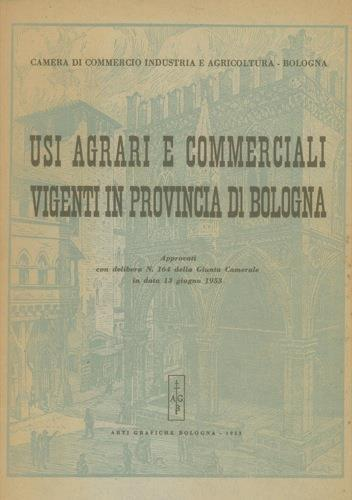 CAMERA DI COMMERCIO INDUSTRIA E AGRICOLTURA - BOLOGNA
USI AGRARI E COMMERCIALI
VIGENTI IN PROVINCIA DI BOLOGNA
Approvati
con delibera N. 164 della Giunta Camerale
in data 13 giugno 1953
A G
B
ARTI GRAFICHE BOLOGNA - 1953